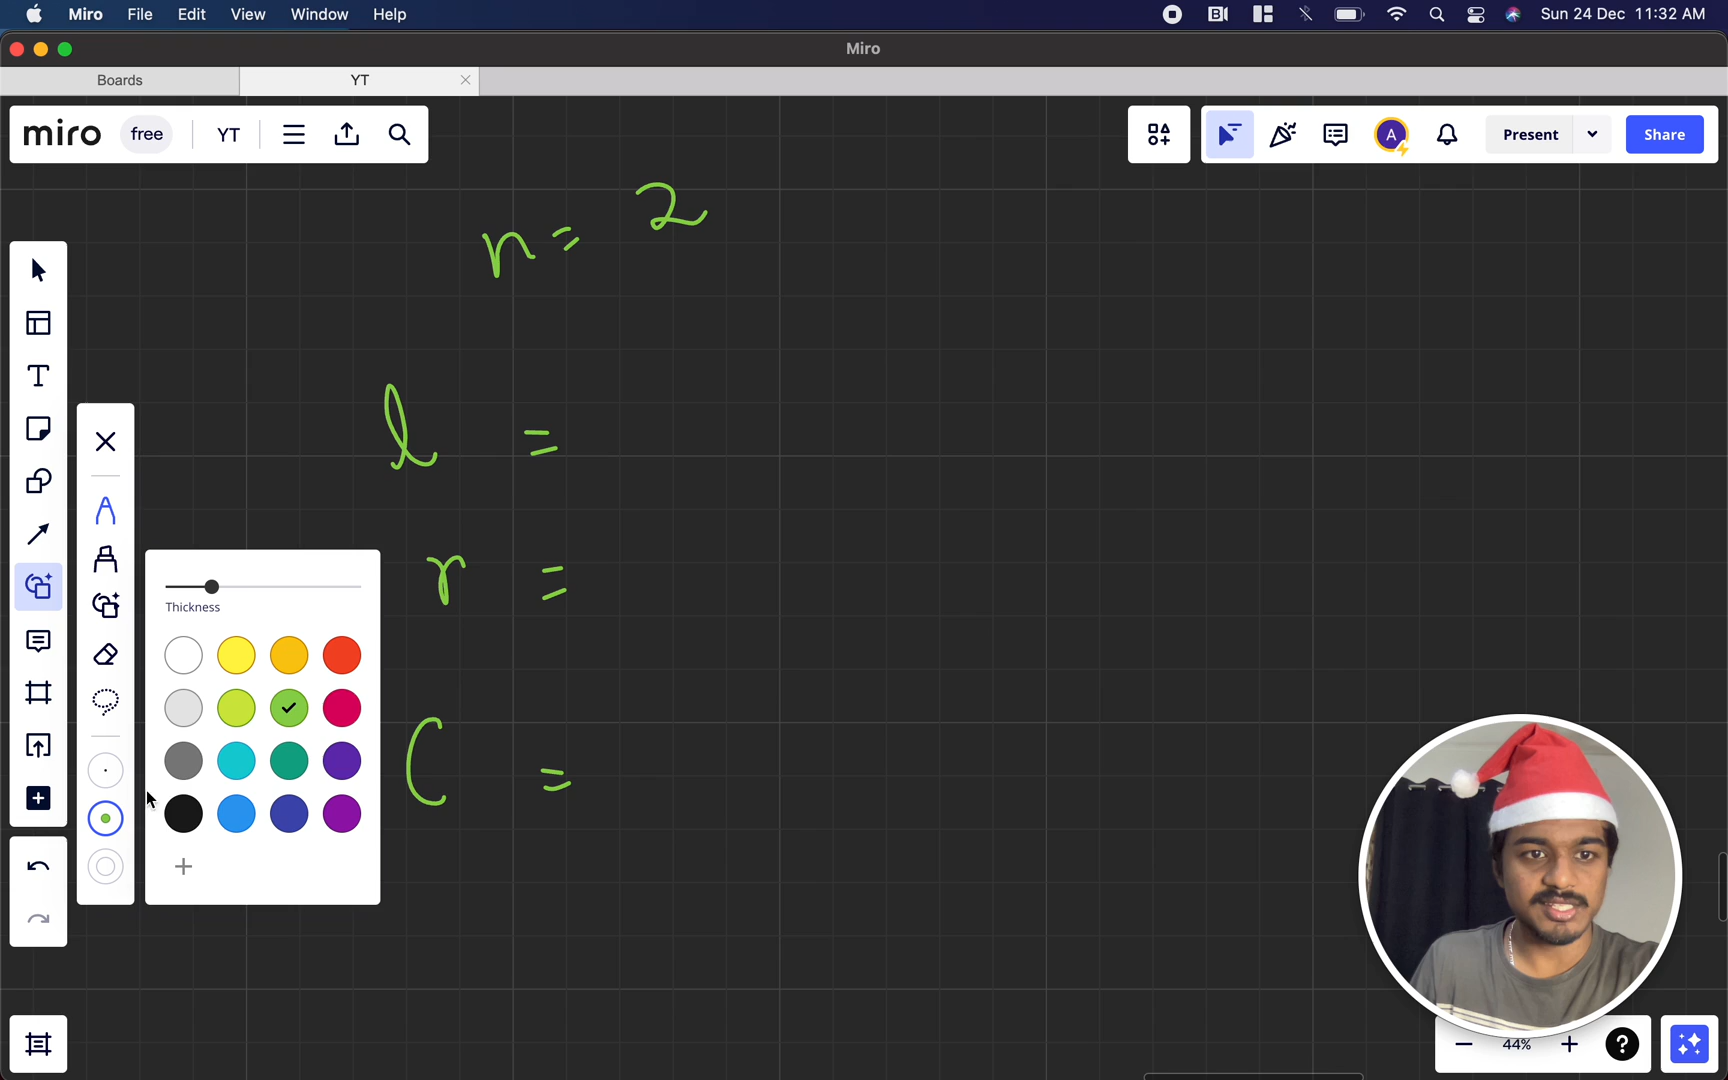 Miro File Edit View Window Help Sun 24 Dec 11:32 AM
Miro
Boards YT
miro free YT Present Share
n = 2
l =
r =
C =
Thickness
44%